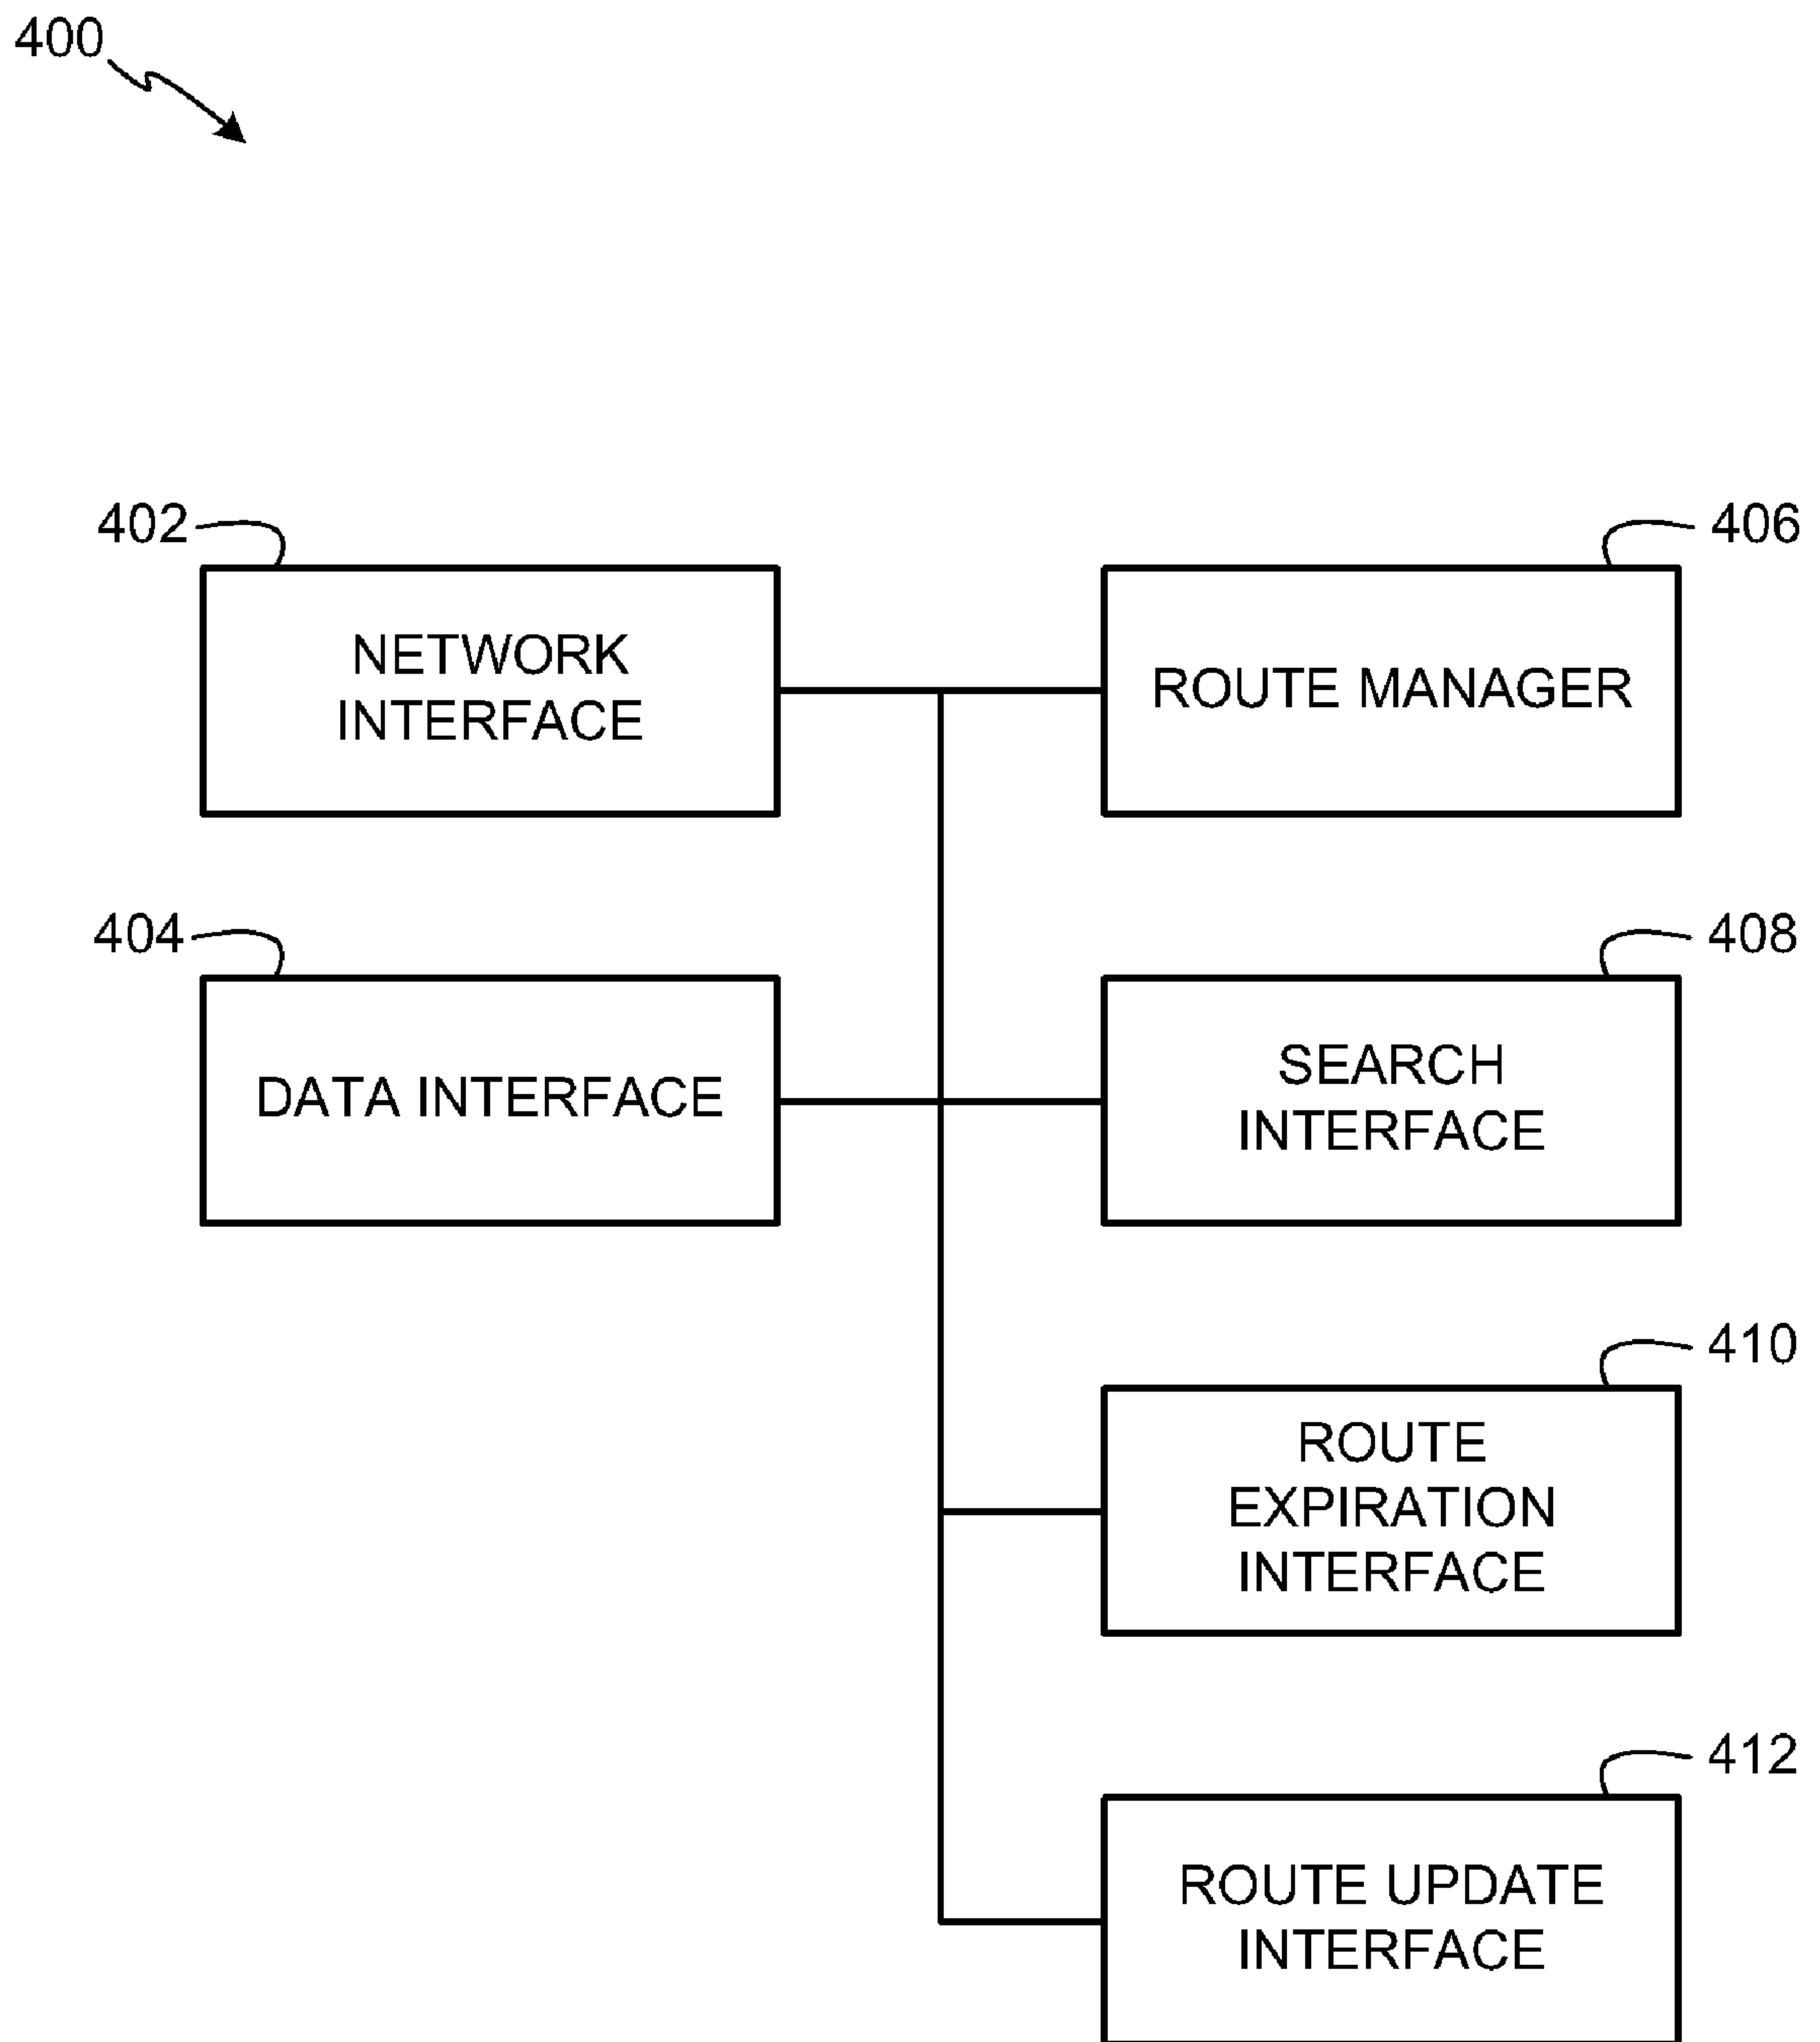 400
402
NETWORK
INTERFACE
406
ROUTE MANAGER
404
DATA INTERFACE
408
SEARCH
INTERFACE
410
ROUTE
EXPIRATION
INTERFACE
412
ROUTE UPDATE
INTERFACE